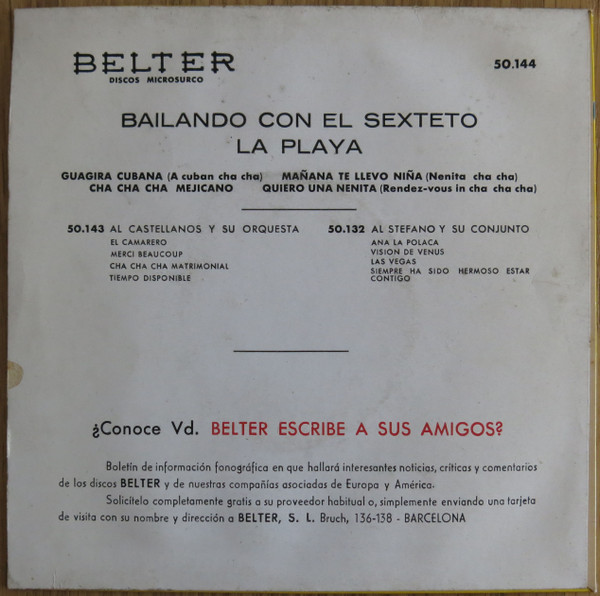 BELTER
DISCOS MICROSURCO
50.144
BAILANDO CON EL SEXTETO
LA PLAYA
GUAGIRA CUBANA (A cuban cha cha) MAÑANA TE LLEVO NIÑA (Nenita cha cha)
CHA CHA CHA MEJICANO QUIERO UNA NENITA (Rendez-vous in cha cha cha)
50.143 AL CASTELLANOS Y SU ORQUESTA
EL CAMARERO
MERCI BEAUCOUP
CHA CHA CHA MATRIMONIAL
TIEMPO DISPONIBLE
50.132 AL STEFANO Y SU CONJUNTO
ANA LA POLACA
VISION DE VENUS
LAS VEGAS
SIEMPRE HA SIDO HERMOSO ESTAR
CONTIGO
¿Conoce Vd. BELTER ESCRIBE A SUS AMIGOS?
Boletín de información fonográfica en que hallará interesantes noticias, críticas y comentarios
de los discos BELTER y de nuestras compañías asociadas de Europa y América.
Solicítelo completamente gratis a su proveedor habitual o, simplemente enviando una tarjeta
de visita con su nombre y dirección a BELTER, S. L. Bruch, 136-138 - BARCELONA